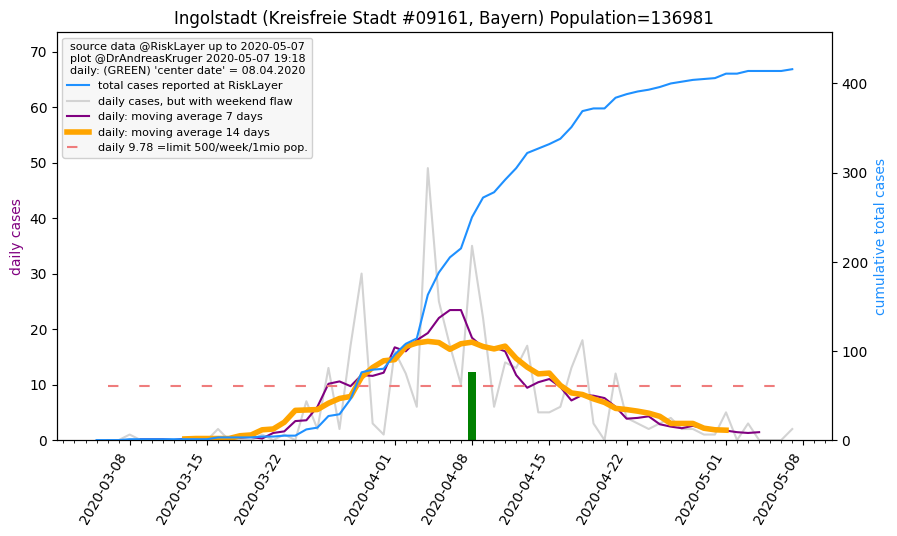 Ingolstadt (Kreisfreie Stadt #09161, Bayern) Population=136981
source data @RiskLayer up to 2020-05-07
plot @DrAndreasKruger 2020-05-07 19:18
daily: (GREEN) 'center date' = 08.04.2020
total cases reported at RiskLayer
daily cases, but with weekend flaw
daily: moving average 7 days
daily: moving average 14 days
daily 9.78 =limit 500/week/1mio pop.
daily cases
70
60
50
40
30
20
10
0
cumulative total cases
400
300
200
100
0
2020-03-08
2020-03-15
2020-03-22
2020-04-01
2020-04-08
2020-04-15
2020-04-22
2020-05-01
2020-05-08